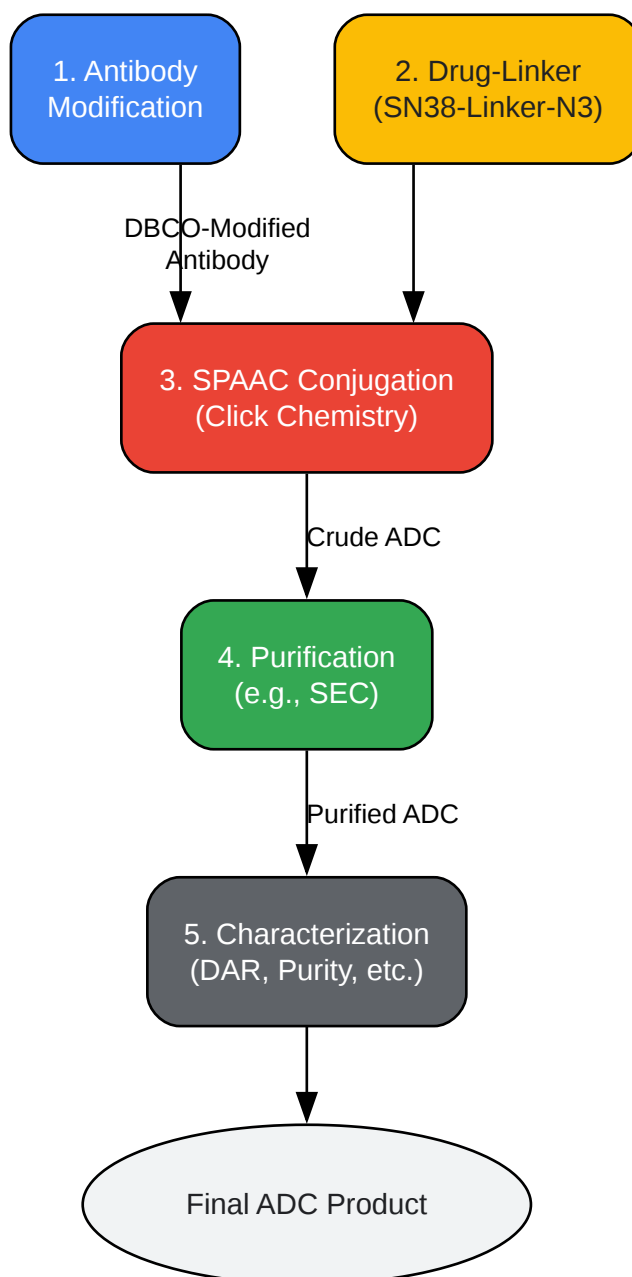 1. Antibody
Modification
2. Drug-Linker
(SN38-Linker-N3)
DBCO-Modified
Antibody
3. SPAAC Conjugation
(Click Chemistry)
Crude ADC
4. Purification
(e.g., SEC)
Purified ADC
5. Characterization
(DAR, Purity, etc.)
Final ADC Product